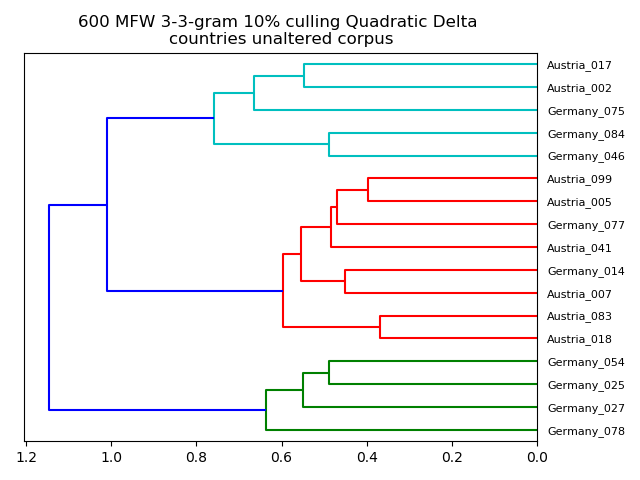 600 MFW 3-3-gram 10% culling Quadratic Delta
countries unaltered corpus
Austria_017
Austria_002
Germany_075
Germany_084
Germany_046
Austria_099
Austria_005
Germany_077
Austria_041
Germany_014
Austria_007
Austria_083
Austria_018
Germany_054
Germany_025
Germany_027
Germany_078
1.2 1.0 0.8 0.6 0.4 0.2 0.0